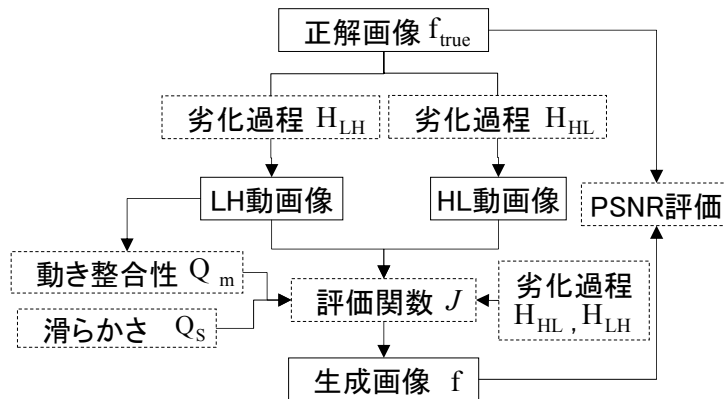 正解画像 f_true
劣化過程 H_LH
劣化過程 H_HL
LH動画像
HL動画像
PSNR評価
動き整合性 Q_m
滑らかさ Q_S
評価関数 J
劣化過程
H_HL , H_LH
生成画像 f